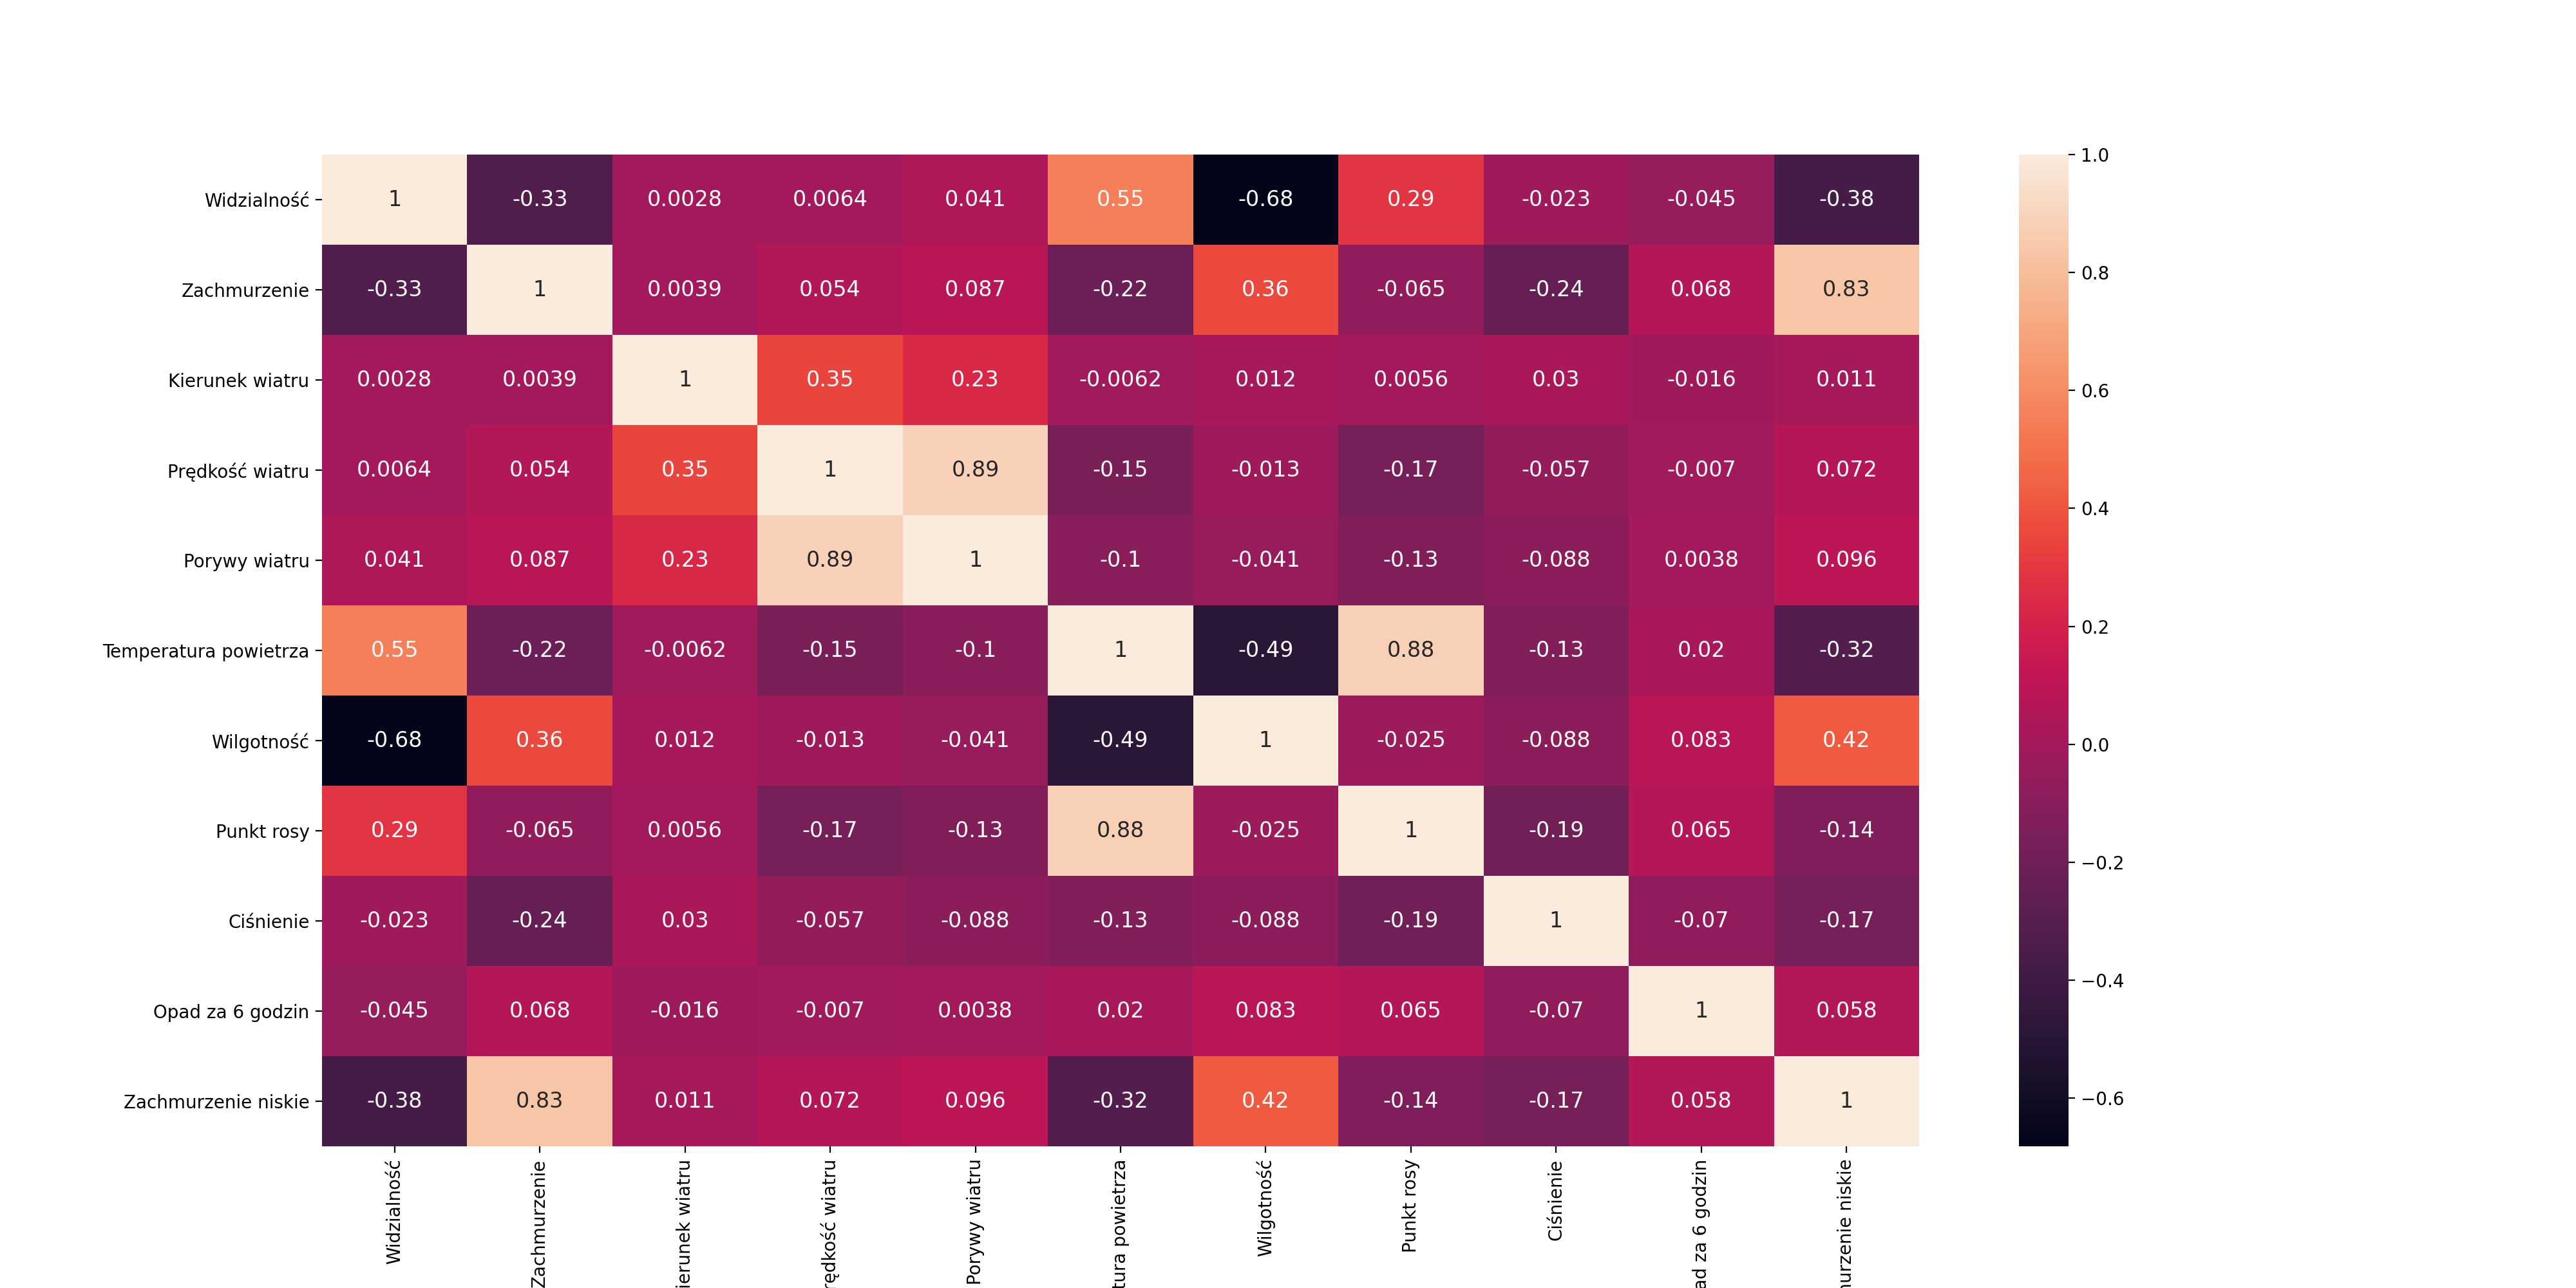 Widzialność 1 -0.33 0.0028 0.0064 0.041 0.55 -0.68 0.29 -0.023 -0.045 -0.38
Zachmurzenie -0.33 1 0.0039 0.054 0.087 -0.22 0.36 -0.065 -0.24 0.068 0.83
Kierunek wiatru 0.0028 0.0039 1 0.35 0.23 -0.0062 0.012 0.0056 0.03 -0.016 0.011
Prędkość wiatru 0.0064 0.054 0.35 1 0.89 -0.15 -0.013 -0.17 -0.057 -0.007 0.072
Porywy wiatru 0.041 0.087 0.23 0.89 1 -0.1 -0.041 -0.13 -0.088 0.0038 0.096
Temperatura powietrza 0.55 -0.22 -0.0062 -0.15 -0.1 1 -0.49 0.88 -0.13 0.02 -0.32
Wilgotność -0.68 0.36 0.012 -0.013 -0.041 -0.49 1 -0.025 -0.088 0.083 0.42
Punkt rosy 0.29 -0.065 0.0056 -0.17 -0.13 0.88 -0.025 1 -0.19 0.065 -0.14
Ciśnienie -0.023 -0.24 0.03 -0.057 -0.088 -0.13 -0.088 -0.19 1 -0.07 -0.17
Opad za 6 godzin -0.045 0.068 -0.016 -0.007 0.0038 0.02 0.083 0.065 -0.07 1 0.058
Zachmurzenie niskie -0.38 0.83 0.011 0.072 0.096 -0.32 0.42 -0.14 -0.17 0.058 1
Widzialność
Zachmurzenie
ierunek wiatru
rędkość wiatru
Porywy wiatru
tura powietrza
Wilgotność
Punkt rosy
Ciśnienie
ad za 6 godzin
nurzenie niskie
1.0
0.8
0.6
0.4
0.2
0.0
−0.2
−0.4
−0.6